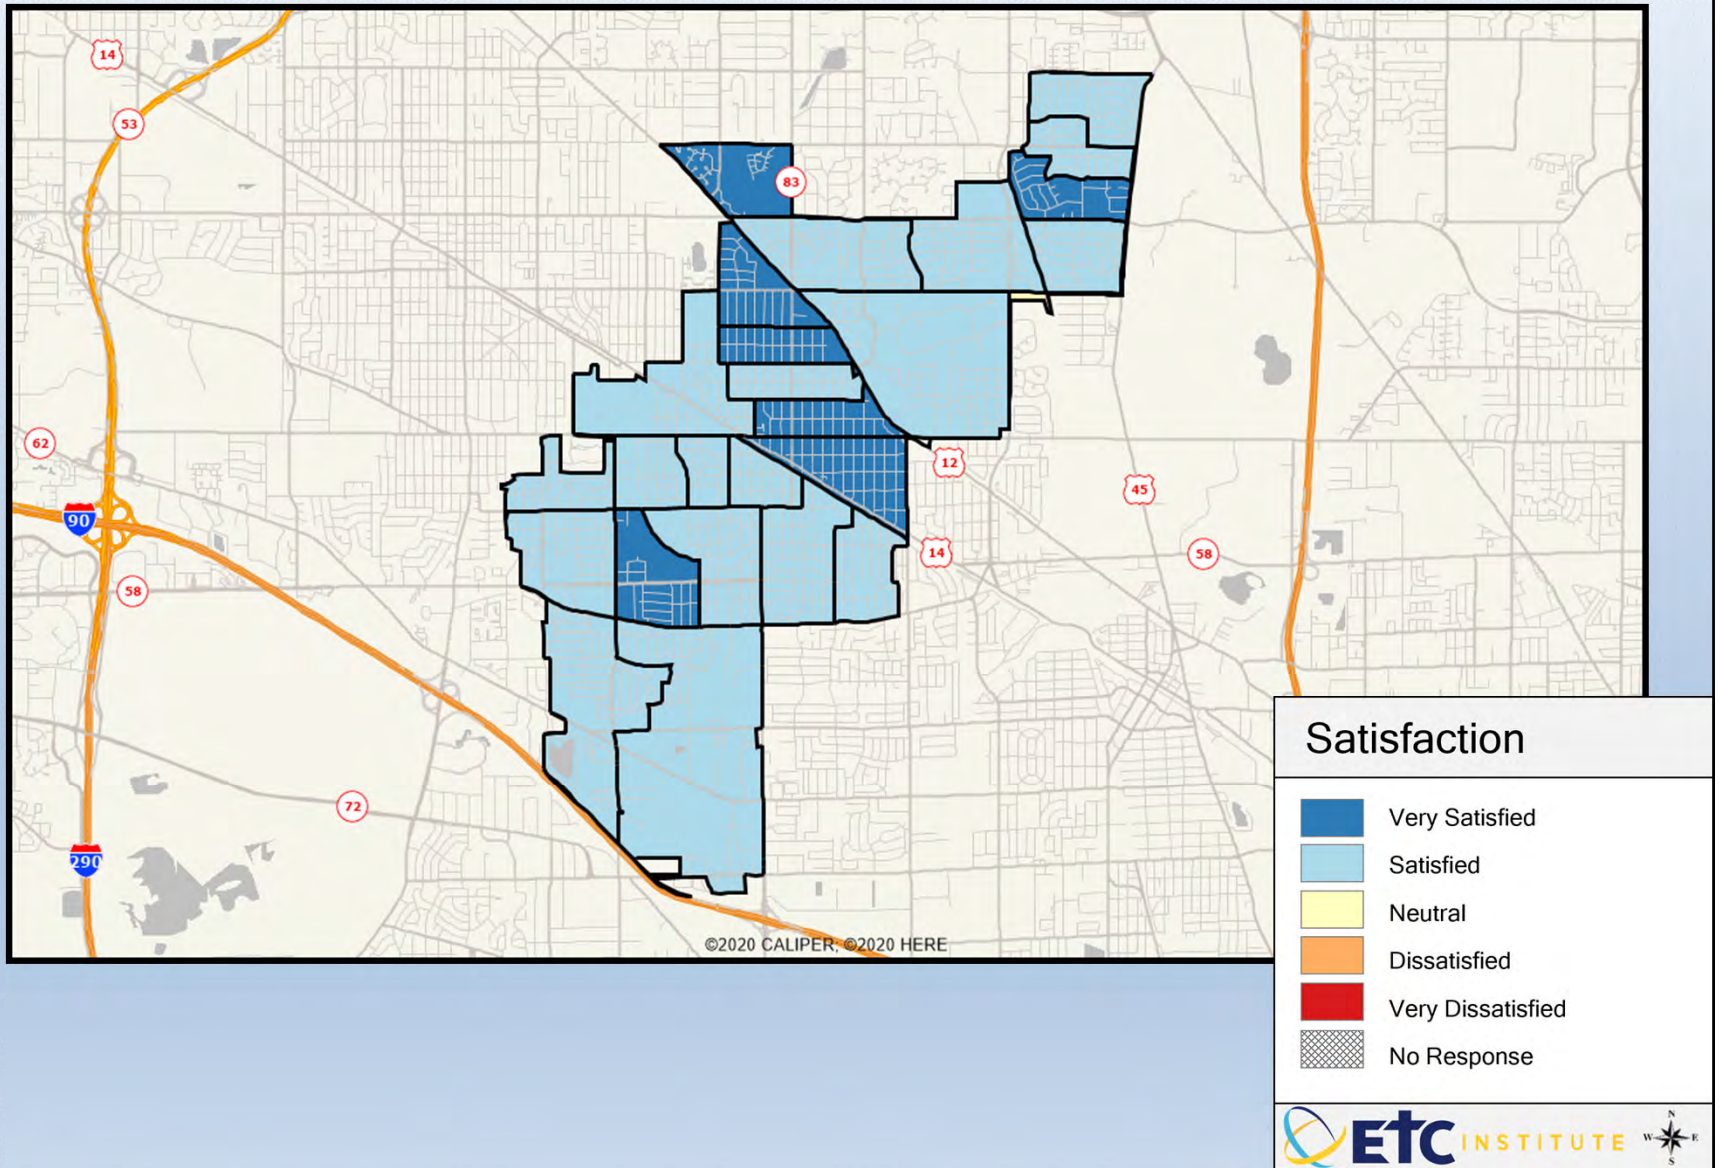 14
53
83
62
12
45
90
14
58
58
72
290
©2020 CALIPER; ©2020 HERE
Satisfaction
Very Satisfied
Satisfied
Neutral
Dissatisfied
Very Dissatisfied
No Response
ETC INSTITUTE
N
W E
S